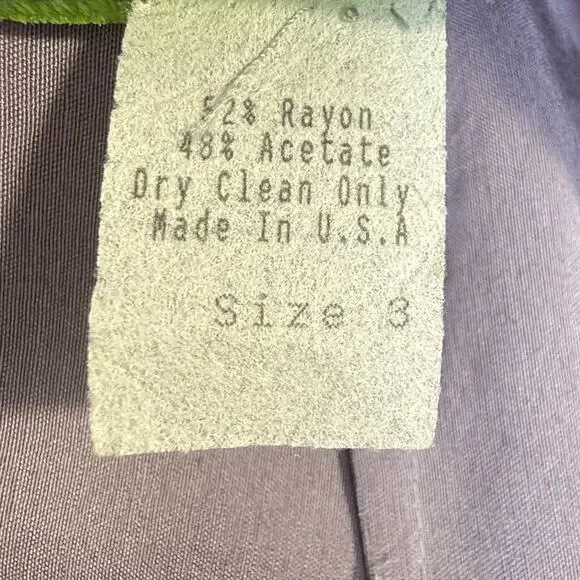 52% Rayon
48% Acetate
Dry Clean Only
Made In U.S.A
Size 3